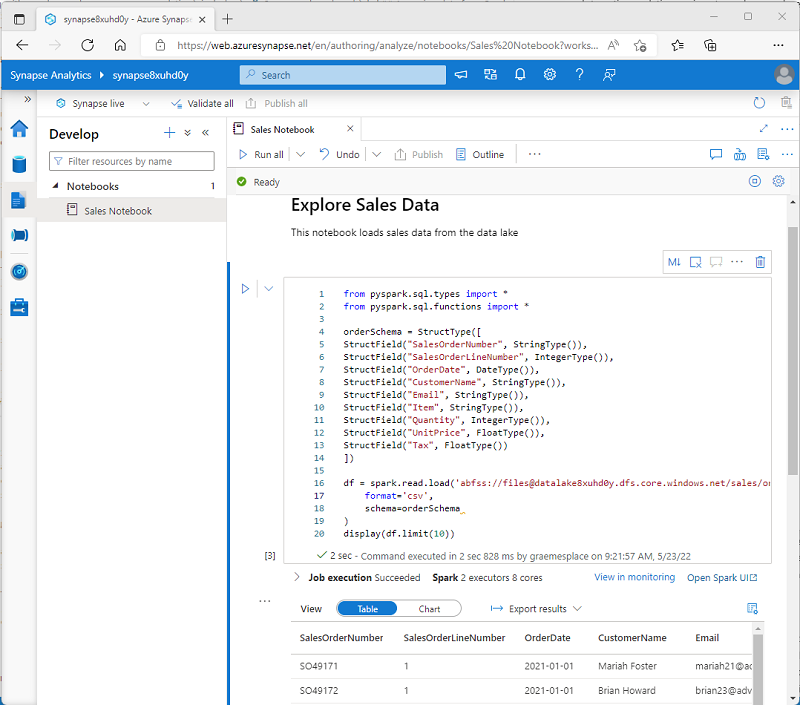 synapse8xuhd0y - Azure Synapse
https://web.azuresynapse.net/en/authoring/analyze/notebooks/Sales%20Notebook?works...
Synapse Analytics
synapse8xuhd0y
Search
Synapse live
Validate all
Publish all
Develop
Filter resources by name
Notebooks
1
Sales Notebook
Sales Notebook
Run all
Undo
Publish
Outline
Ready
Explore Sales Data
This notebook loads sales data from the data lake
M↓
1 from pyspark.sql.types import *
2 from pyspark.sql.functions import *
3
4 orderSchema = StructType([
5 StructField("SalesOrderNumber", StringType()),
6 StructField("SalesOrderLineNumber", IntegerType()),
7 StructField("OrderDate", DateType()),
8 StructField("CustomerName", StringType()),
9 StructField("Email", StringType()),
10 StructField("Item", StringType()),
11 StructField("Quantity", IntegerType()),
12 StructField("UnitPrice", FloatType()),
13 StructField("Tax", FloatType())
14 ])
15
16 df = spark.read.load('abfss://files@datalake8xuhd0y.dfs.core.windows.net/sales/or
17 format='csv',
18 schema=orderSchema
19 )
20 display(df.limit(10))
[3]
2 sec - Command executed in 2 sec 828 ms by graemesplace on 9:21:57 AM, 5/23/22
Job execution Succeeded Spark 2 executors 8 cores
View in monitoring
Open Spark UI
View
Table
Chart
Export results
SalesOrderNumber SalesOrderLineNumber OrderDate CustomerName Email
SO49171 1 2021-01-01 Mariah Foster mariah21@ad
SO49172 1 2021-01-01 Brian Howard brian23@adv